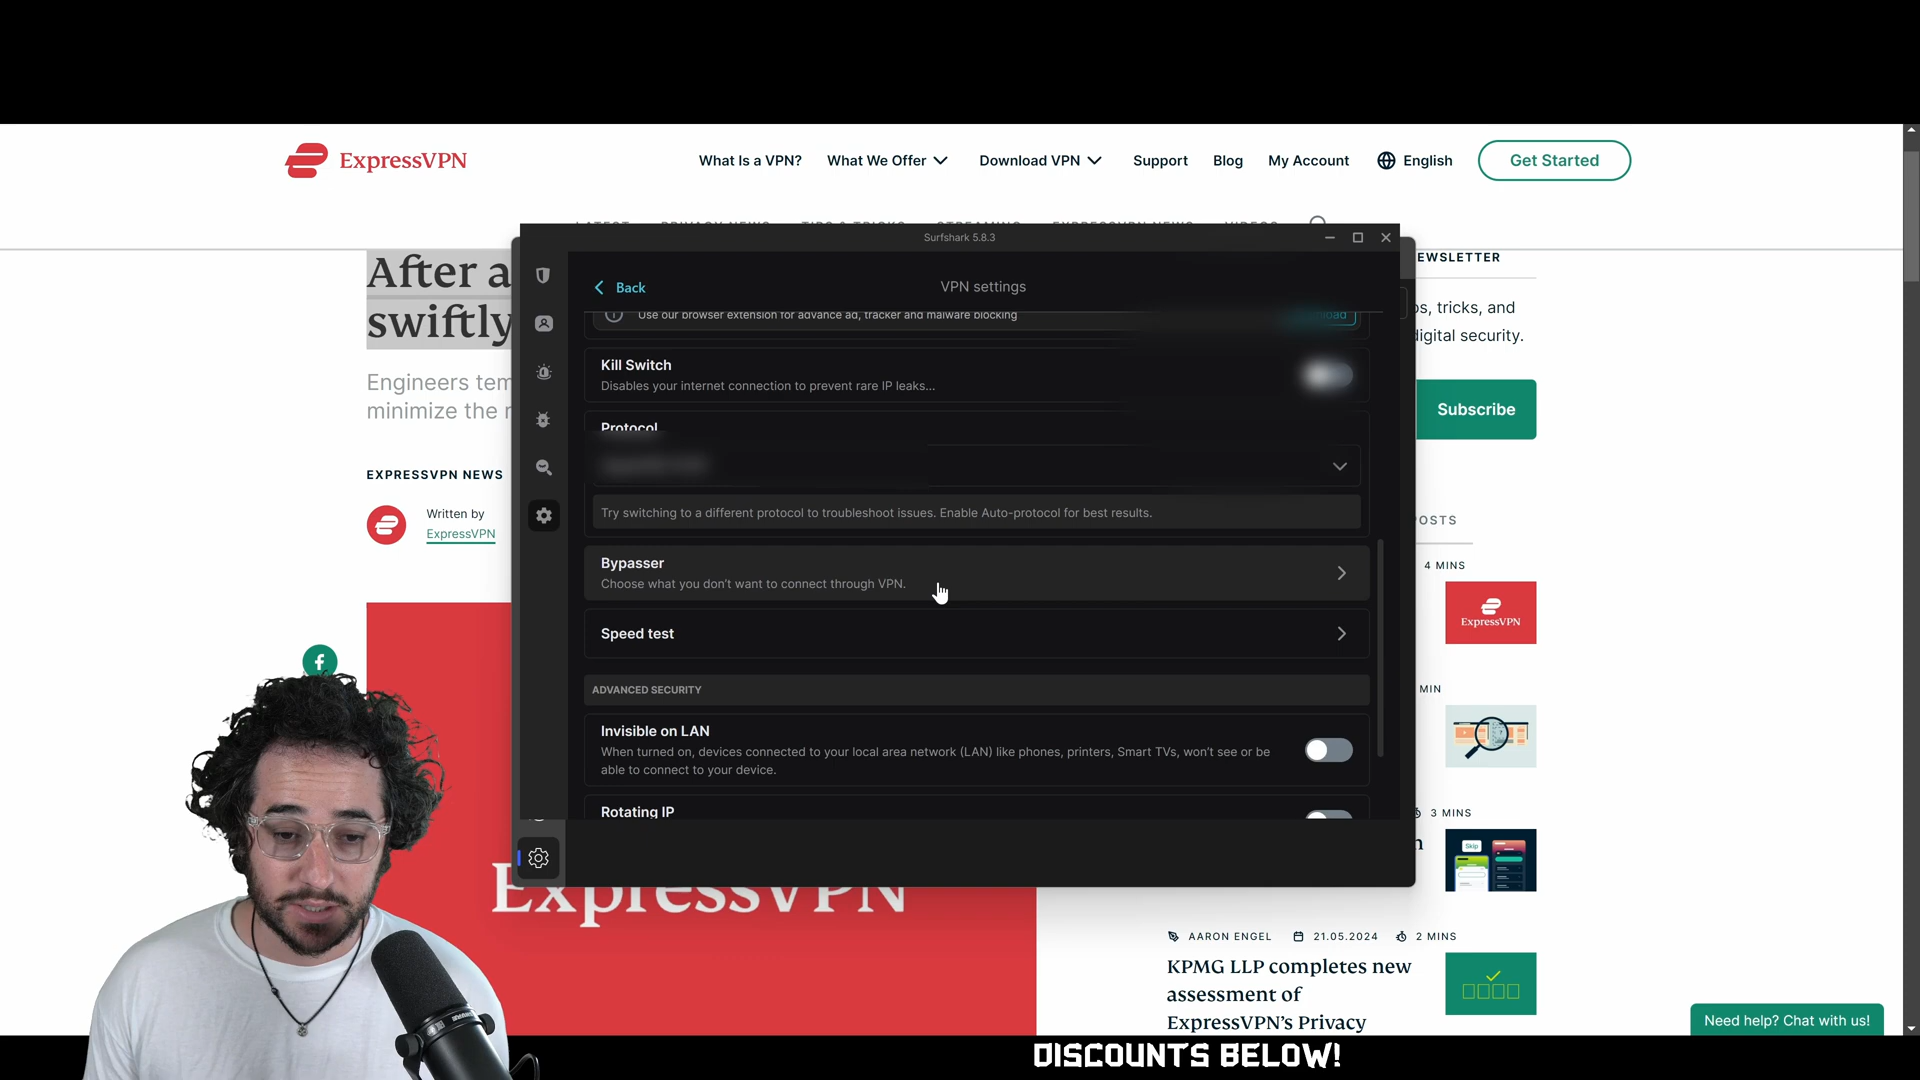 ExpressVPN
What Is a VPN?
What We Offer
Download VPN
Support
Blog
My Account
English
Get Started
Surfshark 5.8.3
After a
swiftly
Engineers tem
minimize the
EXPRESSVPN NEWS
Written by
ExpressVPN
Back
VPN settings
Use our browser extension for advance ad, tracker and malware blocking
Kill Switch
Disables your internet connection to prevent rare IP leaks...
Protocol
Try switching to a different protocol to troubleshoot issues. Enable Auto-protocol for best results.
Bypasser
Choose what you don't want to connect through VPN.
Speed test
ADVANCED SECURITY
Invisible on LAN
When turned on, devices connected to your local area network (LAN) like phones, printers, Smart TVs, won't see or be
able to connect to your device.
Rotating IP
EWSLETTER
os, tricks, and
digital security.
Subscribe
OSTS
4 MINS
ExpressVPN
MIN
3 MINS
Skip
AARON ENGEL
21.05.2024
2 MINS
KPMG LLP completes new
assessment of
ExpressVPN's Privacy
ExpressVPN
Need help? Chat with us!
DISCOUNTS BELOW!